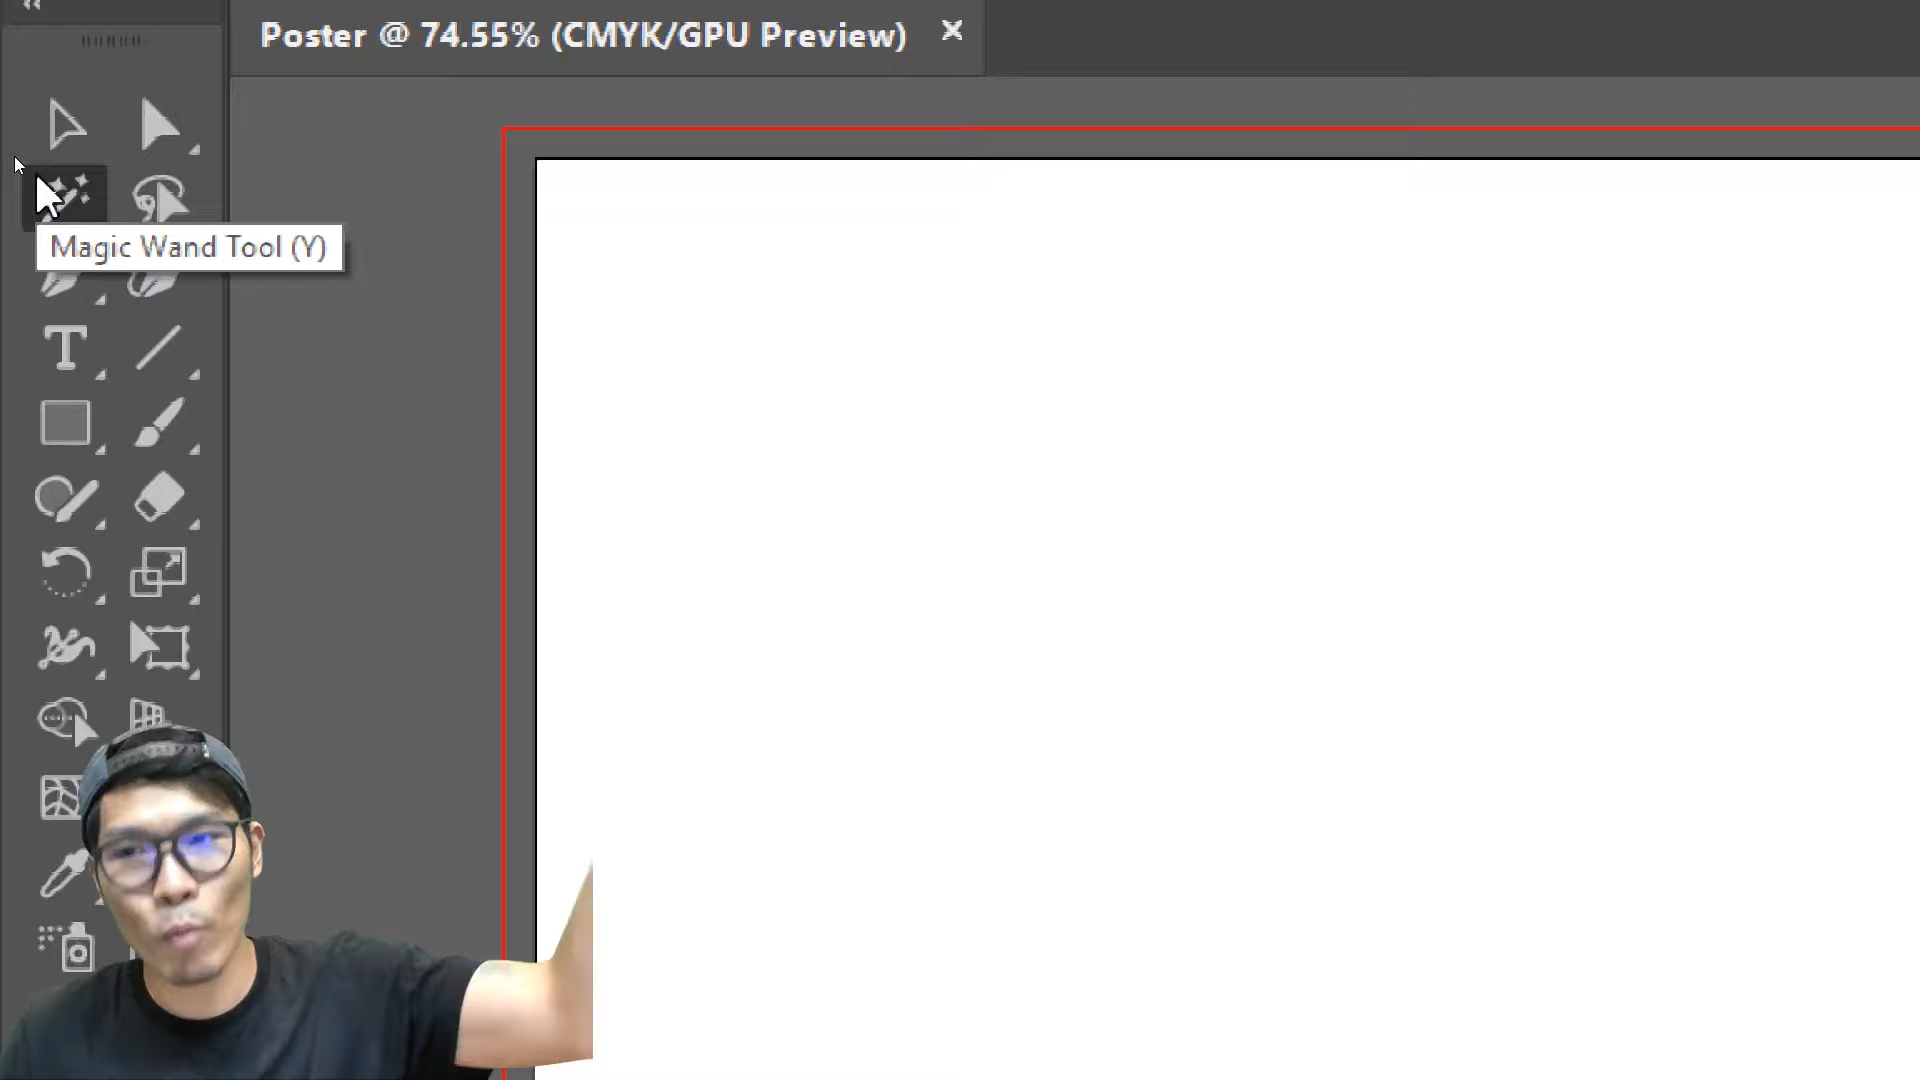 Poster @ 74.55% (CMYK/GPU Preview)
Magic Wand Tool (Y)